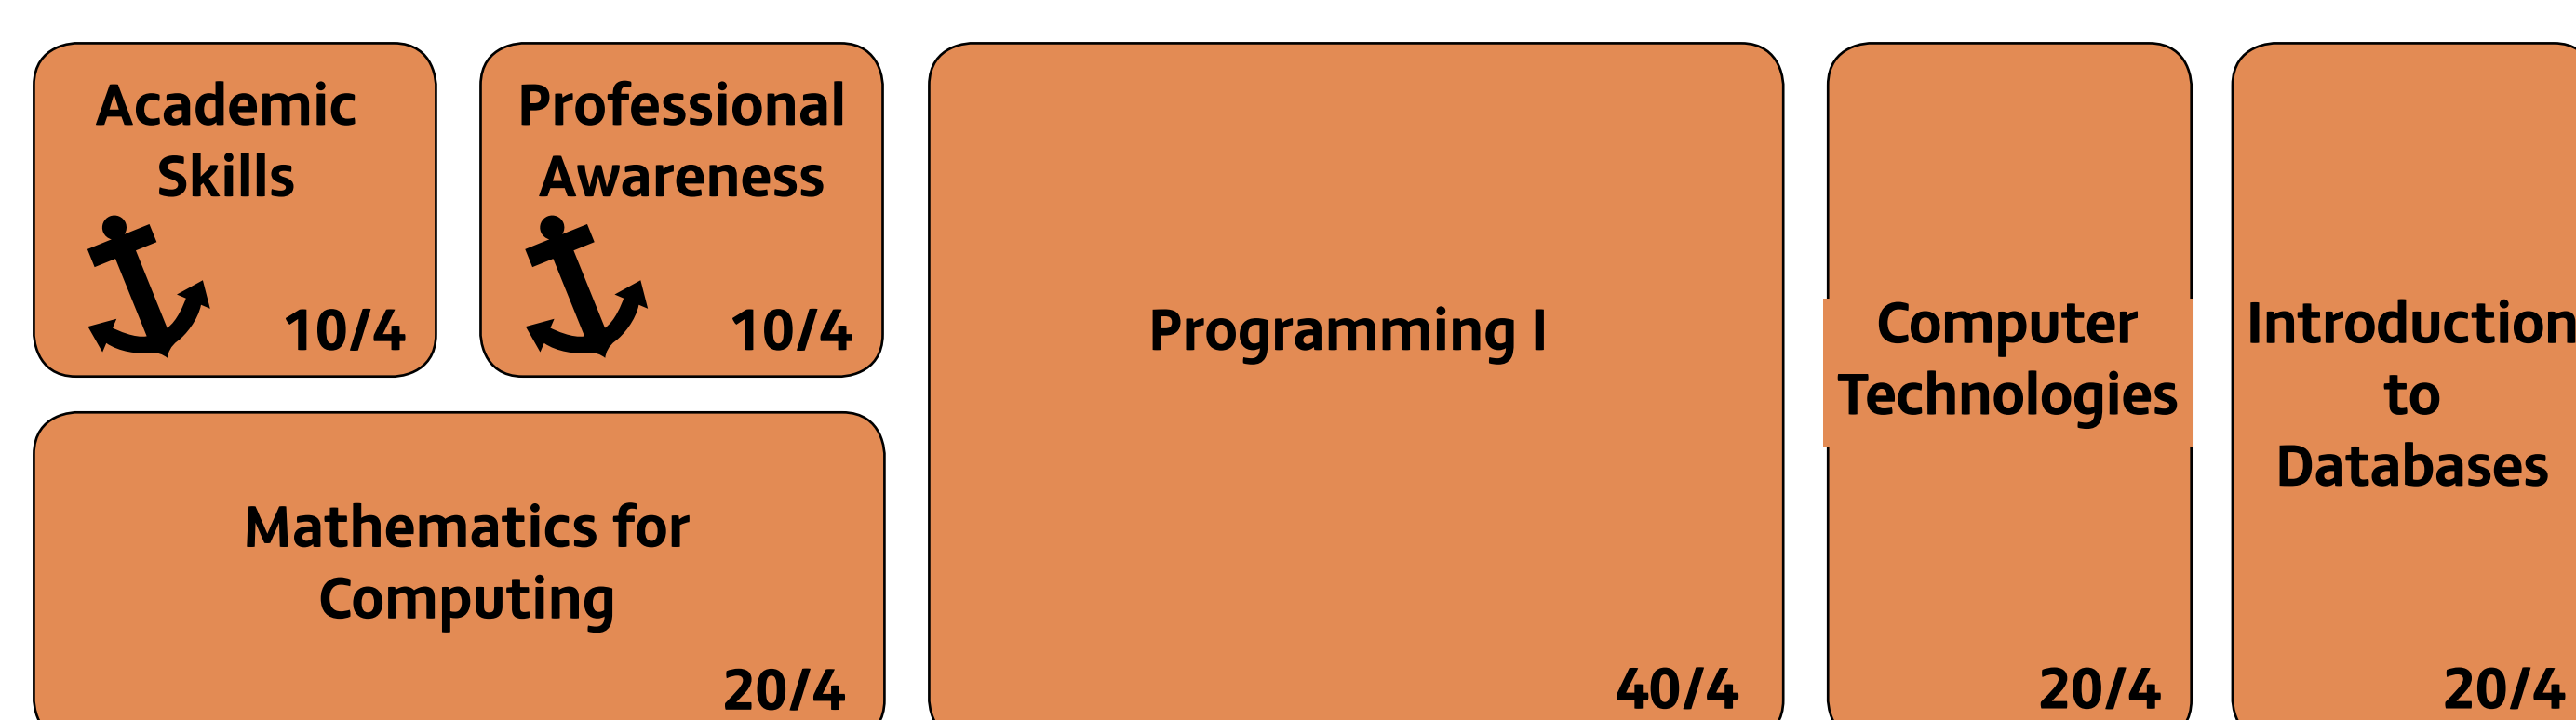 Academic
Skills
10/4
Professional
Awareness
10/4
Mathematics for
Computing
20/4
Programming I
40/4
Computer
Technologies
20/4
Introduction
to
Databases
20/4